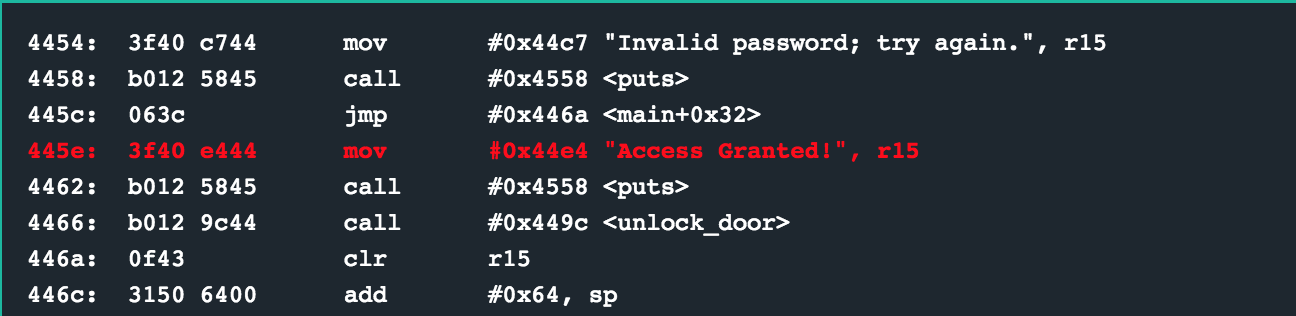 4454: 3f40 c744 mov #0x44c7 "Invalid password; try again.", r15
4458: b012 5845 call #0x4558 <puts>
445c: 063c jmp #0x446a <main+0x32>
445e: 3f40 e444 mov #0x44e4 "Access Granted!", r15
4462: b012 5845 call #0x4558 <puts>
4466: b012 9c44 call #0x449c <unlock_door>
446a: 0f43 clr r15
446c: 3150 6400 add #0x64, sp